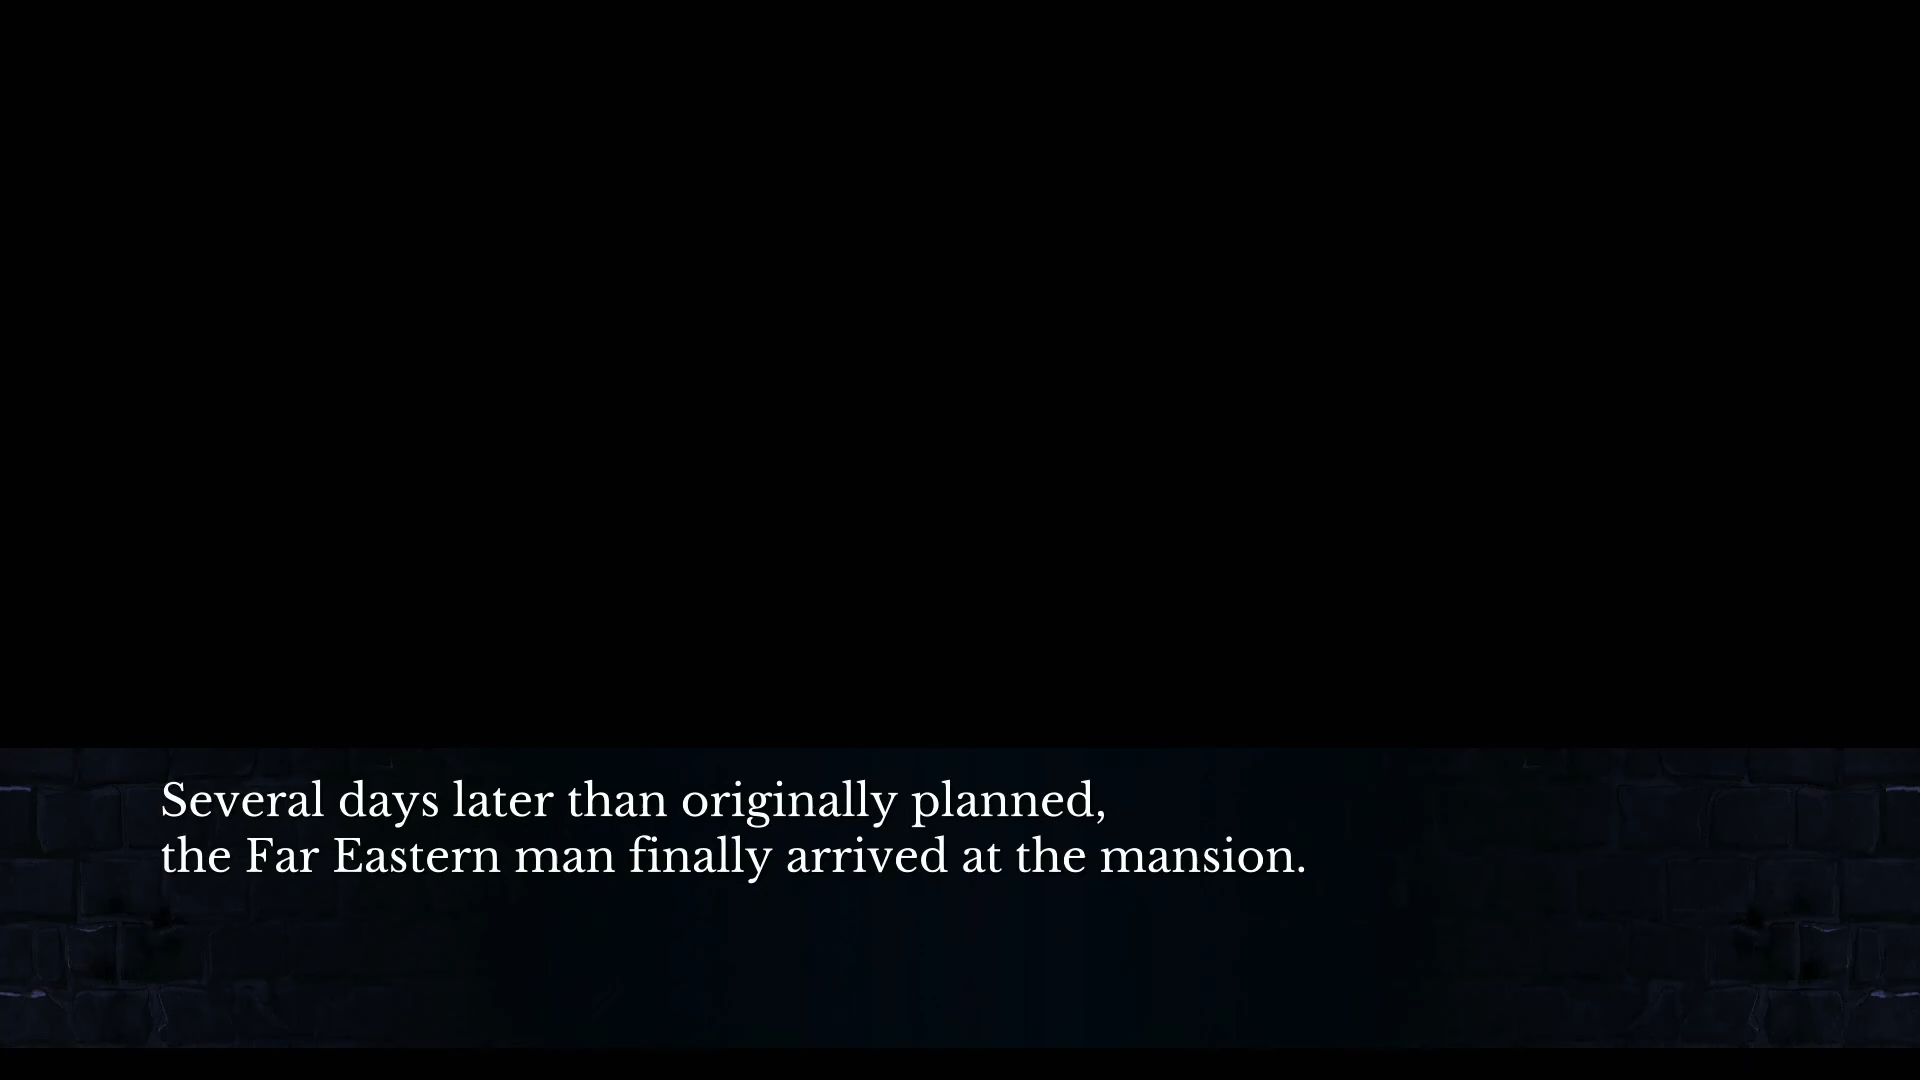 Several days later than originally planned,
the Far Eastern man finally arrived at the mansion.